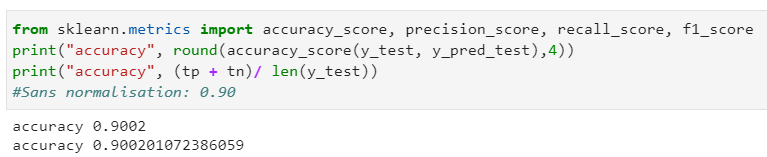 from sklearn.metrics import accuracy_score, precision_score, recall_score, f1_score
print("accuracy", round(accuracy_score(y_test, y_pred_test),4))
print("accuracy", (tp + tn)/ len(y_test))
#Sans normalisation: 0.90
accuracy 0.9002
accuracy 0.900201072386059